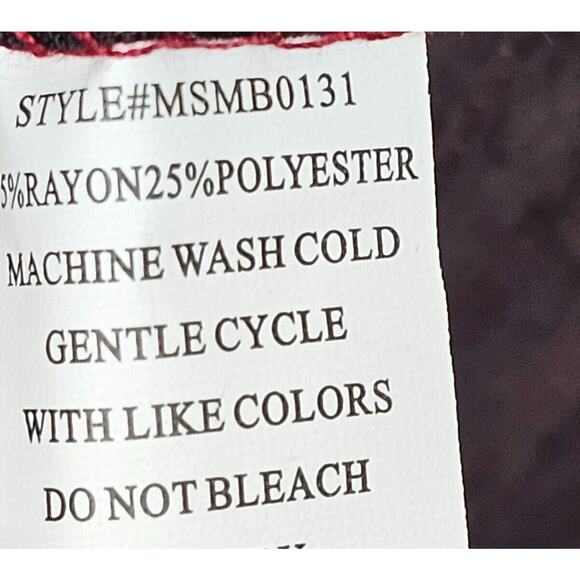 STYLE#MSMB0131
5%RAYON25%POLYESTER
MACHINE WASH COLD
GENTLE CYCLE
WITH LIKE COLORS
DO NOT BLEACH